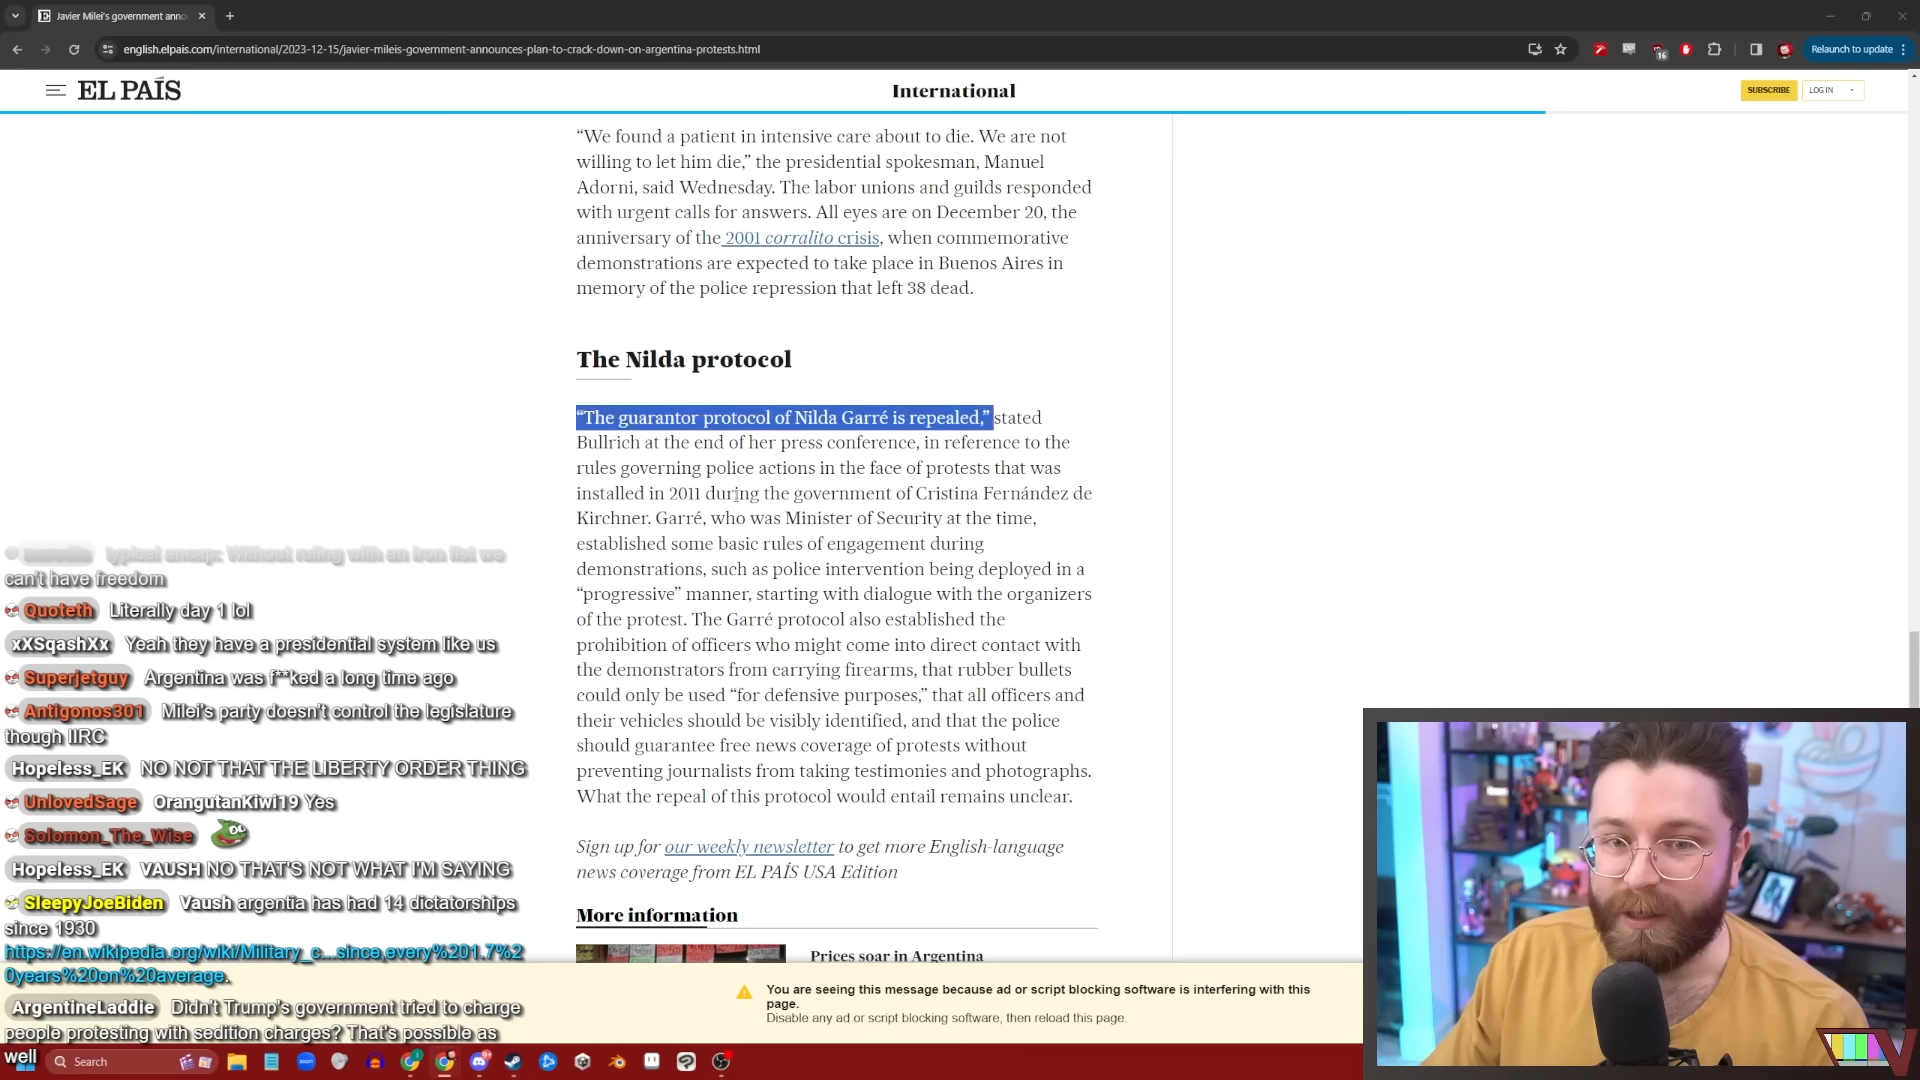 Javier Milei's government anno
english.elpais.com/international/2023-12-15/javier-mileis-government-announces-plan-to-crack-down-on-argentina-protests.html
16
Relaunch to update
EL PAÍS
International
SUBSCRIBE
LOG IN
“We found a patient in intensive care about to die. We are not
willing to let him die,” the presidential spokesman, Manuel
Adorni, said Wednesday. The labor unions and guilds responded
with urgent calls for answers. All eyes are on December 20, the
anniversary of the 2001 corralito crisis, when commemorative
demonstrations are expected to take place in Buenos Aires in
memory of the police repression that left 38 dead.
The Nilda protocol
“The guarantor protocol of Nilda Garré is repealed,” stated
Bullrich at the end of her press conference, in reference to the
rules governing police actions in the face of protests that was
installed in 2011 during the government of Cristina Fernández de
Kirchner. Garré, who was Minister of Security at the time,
established some basic rules of engagement during
demonstrations, such as police intervention being deployed in a
“progressive” manner, starting with dialogue with the organizers
of the protest. The Garré protocol also established the
prohibition of officers who might come into direct contact with
the demonstrators from carrying firearms, that rubber bullets
could only be used “for defensive purposes,” that all officers and
their vehicles should be visibly identified, and that the police
should guarantee free news coverage of protests without
preventing journalists from taking testimonies and photographs.
What the repeal of this protocol would entail remains unclear.
Sign up for our weekly newsletter to get more English-language
news coverage from EL PAÍS USA Edition
More information
Prices soar in Argentina
You are seeing this message because ad or script blocking software is interfering with this
page.
Disable any ad or script blocking software, then reload this page.
typical ancap: Without ruling with an iron fist we
can't have freedom
Quoteth Literally day 1 lol
xXSqashXx Yeah they have a presidential system like us
Superjetguy Argentina was f**ked a long time ago
Antigonos301 Milei's party doesn't control the legislature
though IIRC
Hopeless_EK NO NOT THAT THE LIBERTY ORDER THING
UnlovedSage OrangutanKiwi19 Yes
Solomon_The_Wise
Hopeless_EK VAUSH NO THAT'S NOT WHAT I'M SAYING
SleepyJoeBiden Vaush argentia has had 14 dictatorships
since 1930
https://en.wikipedia.org/wiki/Military_c...since,every%201.7%2
0years%20on%20average.
ArgentineLaddie Didn't Trump's government tried to charge
people protesting with sedition charges? That's possible as
well
Search